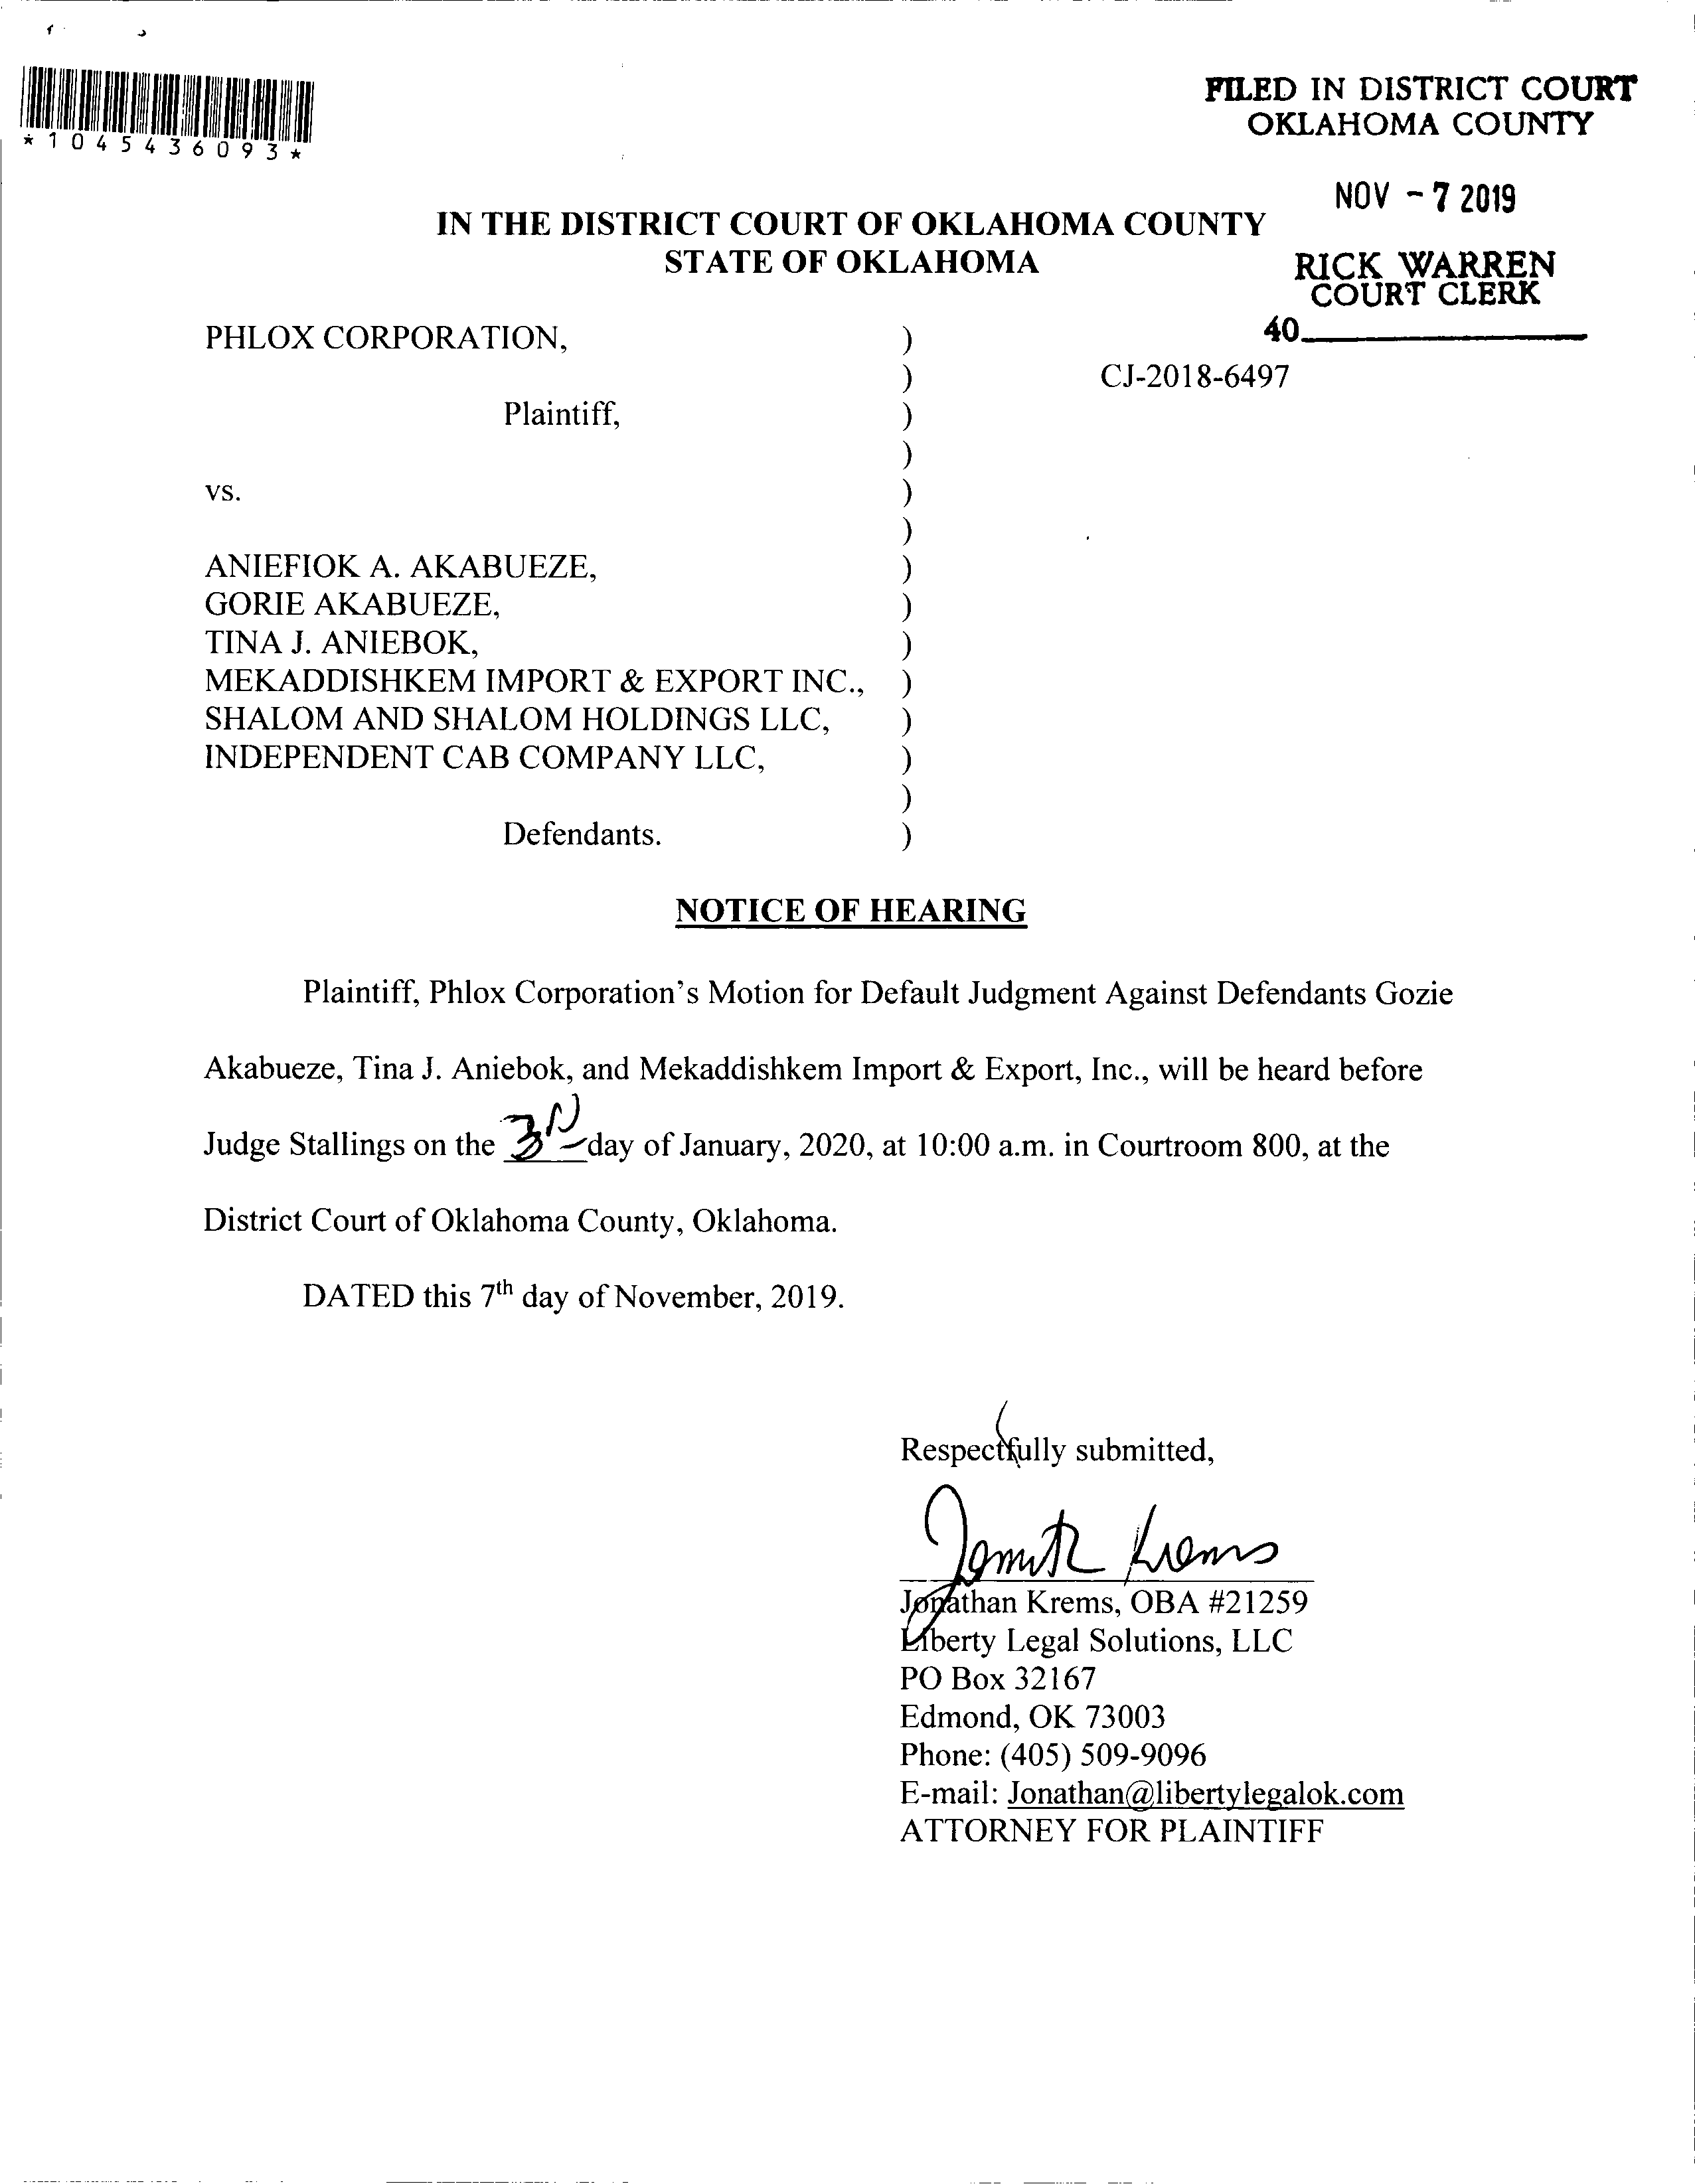 *1045436093*
FILED IN DISTRICT COURT
OKLAHOMA COUNTY
NOV - 7 2019
IN THE DISTRICT COURT OF OKLAHOMA COUNTY
STATE OF OKLAHOMA
RICK WARREN
COURT CLERK
40
PHLOX CORPORATION, )
) CJ-2018-6497
Plaintiff, )
)
vs. )
)
ANIEFIOK A. AKABUEZE, )
GORIE AKABUEZE, )
TINA J. ANIEBOK, )
MEKADDISHKEM IMPORT & EXPORT INC., )
SHALOM AND SHALOM HOLDINGS LLC, )
INDEPENDENT CAB COMPANY LLC, )
)
Defendants. )
NOTICE OF HEARING
Plaintiff, Phlox Corporation's Motion for Default Judgment Against Defendants Gozie
Akabueze, Tina J. Aniebok, and Mekaddishkem Import & Export, Inc., will be heard before
Judge Stallings on the 3rd day of January, 2020, at 10:00 a.m. in Courtroom 800, at the
District Court of Oklahoma County, Oklahoma.
DATED this 7th day of November, 2019.
Respectfully submitted,
Jonathan Krems
Jonathan Krems, OBA #21259
Liberty Legal Solutions, LLC
PO Box 32167
Edmond, OK 73003
Phone: (405) 509-9096
E-mail: Jonathan@libertylegalok.com
ATTORNEY FOR PLAINTIFF